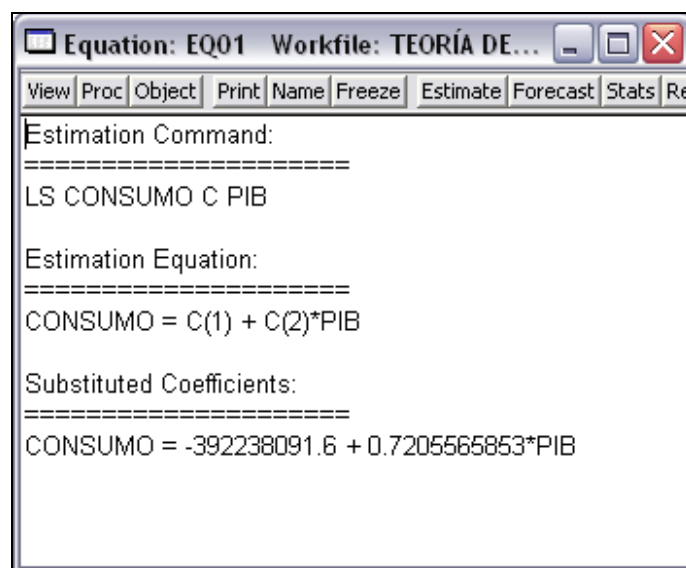 Equation: EQ01 Workfile: TEORÍA DE...
View Proc Object Print Name Freeze Estimate Forecast Stats Re
Estimation Command:
=====================
LS CONSUMO C PIB
Estimation Equation:
=====================
CONSUMO = C(1) + C(2)*PIB
Substituted Coefficients:
=====================
CONSUMO = -392238091.6 + 0.7205565853*PIB